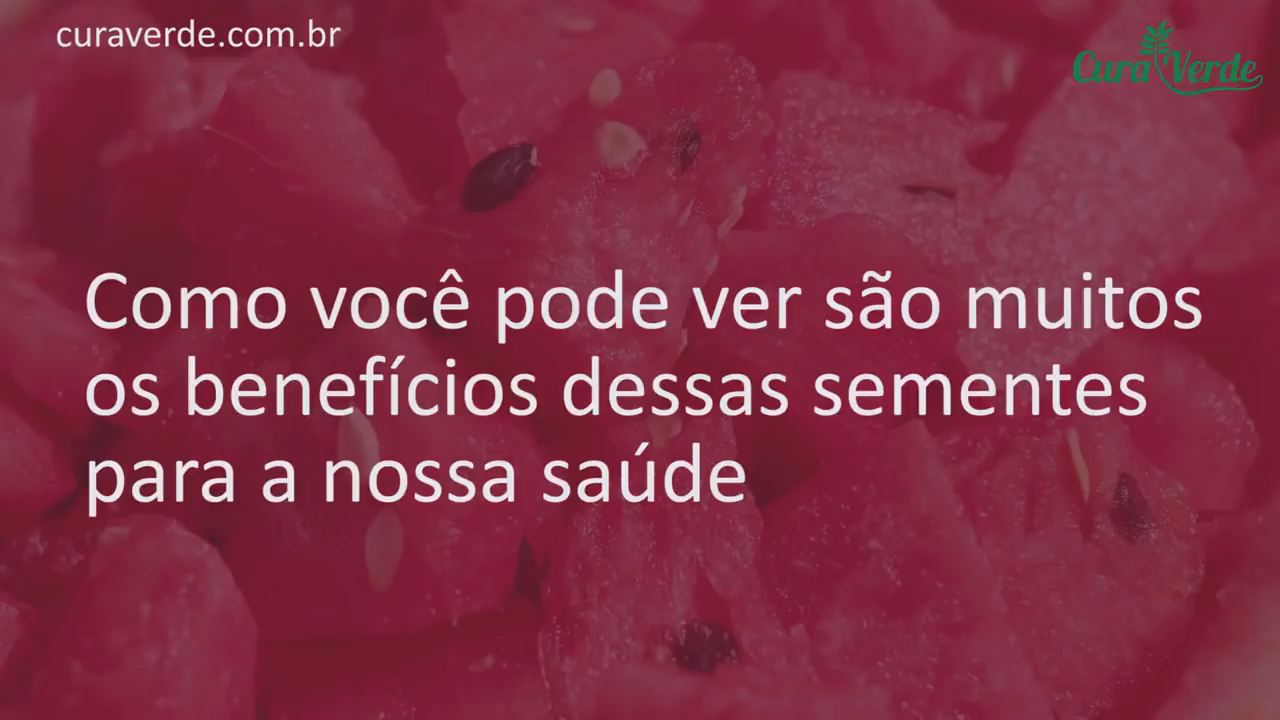 curaverde.com.br
Cura Verde
Como você pode ver são muitos
os benefícios dessas sementes
para a nossa saúde